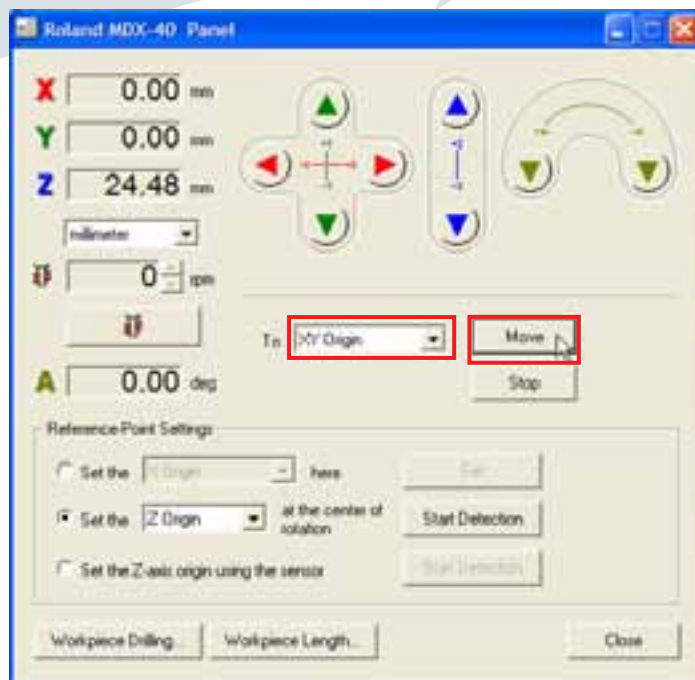 Roland MDX-40 Panel
X 0.00 mm
Y 0.00 mm
Z 24.48 mm
millimeter
0 rpm
To XY Origin Move
Stop
A 0.00 deg
Reference-Point Settings
Set the Origin here Set
Set the Z Origin at the center of rotation Start Detection
Set the Z-axis origin using the sensor Start Detection
Workpiece Drilling... Workpiece Length... Close